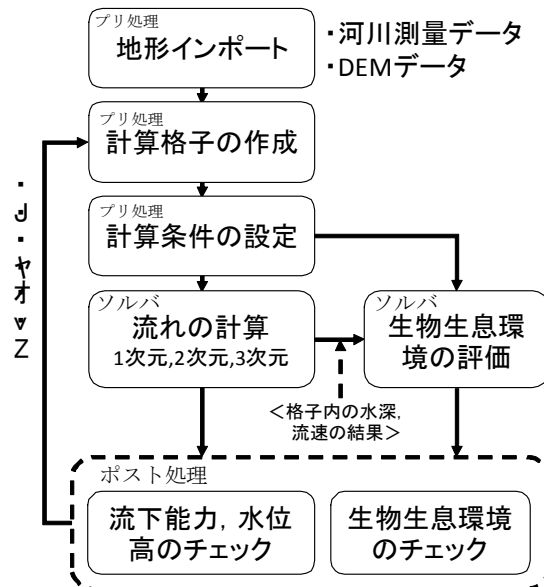 プリ処理
地形インポート
・河川測量データ
・DEMデータ
プリ処理
計算格子の作成
プリ処理
計算条件の設定
ソルバ
流れの計算
1次元,2次元,3次元
ソルバ
生物生息環
境の評価
<格子内の水深,
流速の結果>
ポスト処理
流下能力，水位
高のチェック
生物生息環境
のチェック